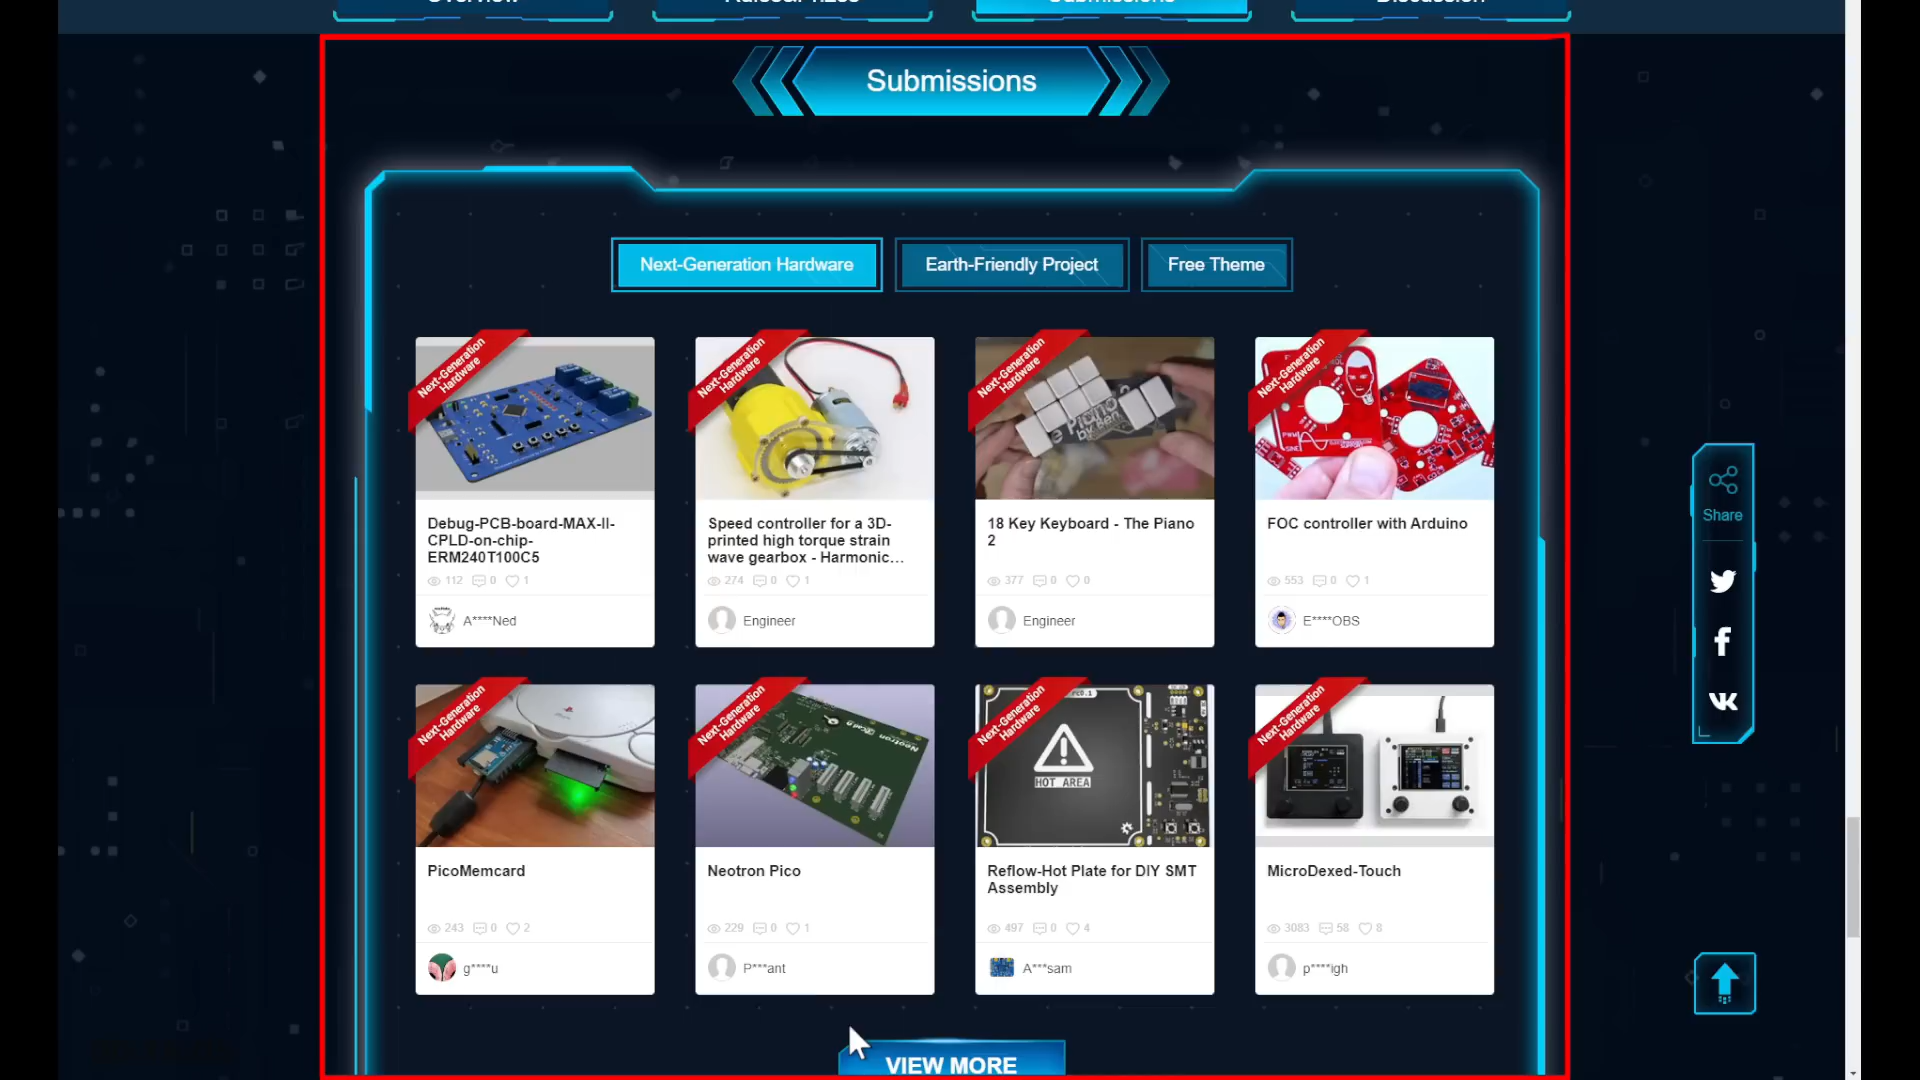 Overview
Submissions
Discussion
Submissions
Next-Generation Hardware
Earth-Friendly Project
Free Theme
Next-Generation
Hardware
Next-Generation
Hardware
Next-Generation
Hardware
Next-Generation
Hardware
Debug-PCB-board-MAX-II-
CPLD-on-chip-
ERM240T100C5
112 0 1
A****Ned
Speed controller for a 3D-
printed high torque strain
wave gearbox - Harmonic...
274 0 1
Engineer
18 Key Keyboard - The Piano
2
377 0 0
Engineer
FOC controller with Arduino
553 0 1
E****OBS
Next-Generation
Hardware
Next-Generation
Hardware
Next-Generation
Hardware
Next-Generation
Hardware
HOT AREA
PicoMemcard
243 0 2
g****u
Neotron Pico
229 0 1
P***ant
Reflow-Hot Plate for DIY SMT
Assembly
497 0 4
A***sam
MicroDexed-Touch
3083 58 8
p****igh
VIEW MORE
Share